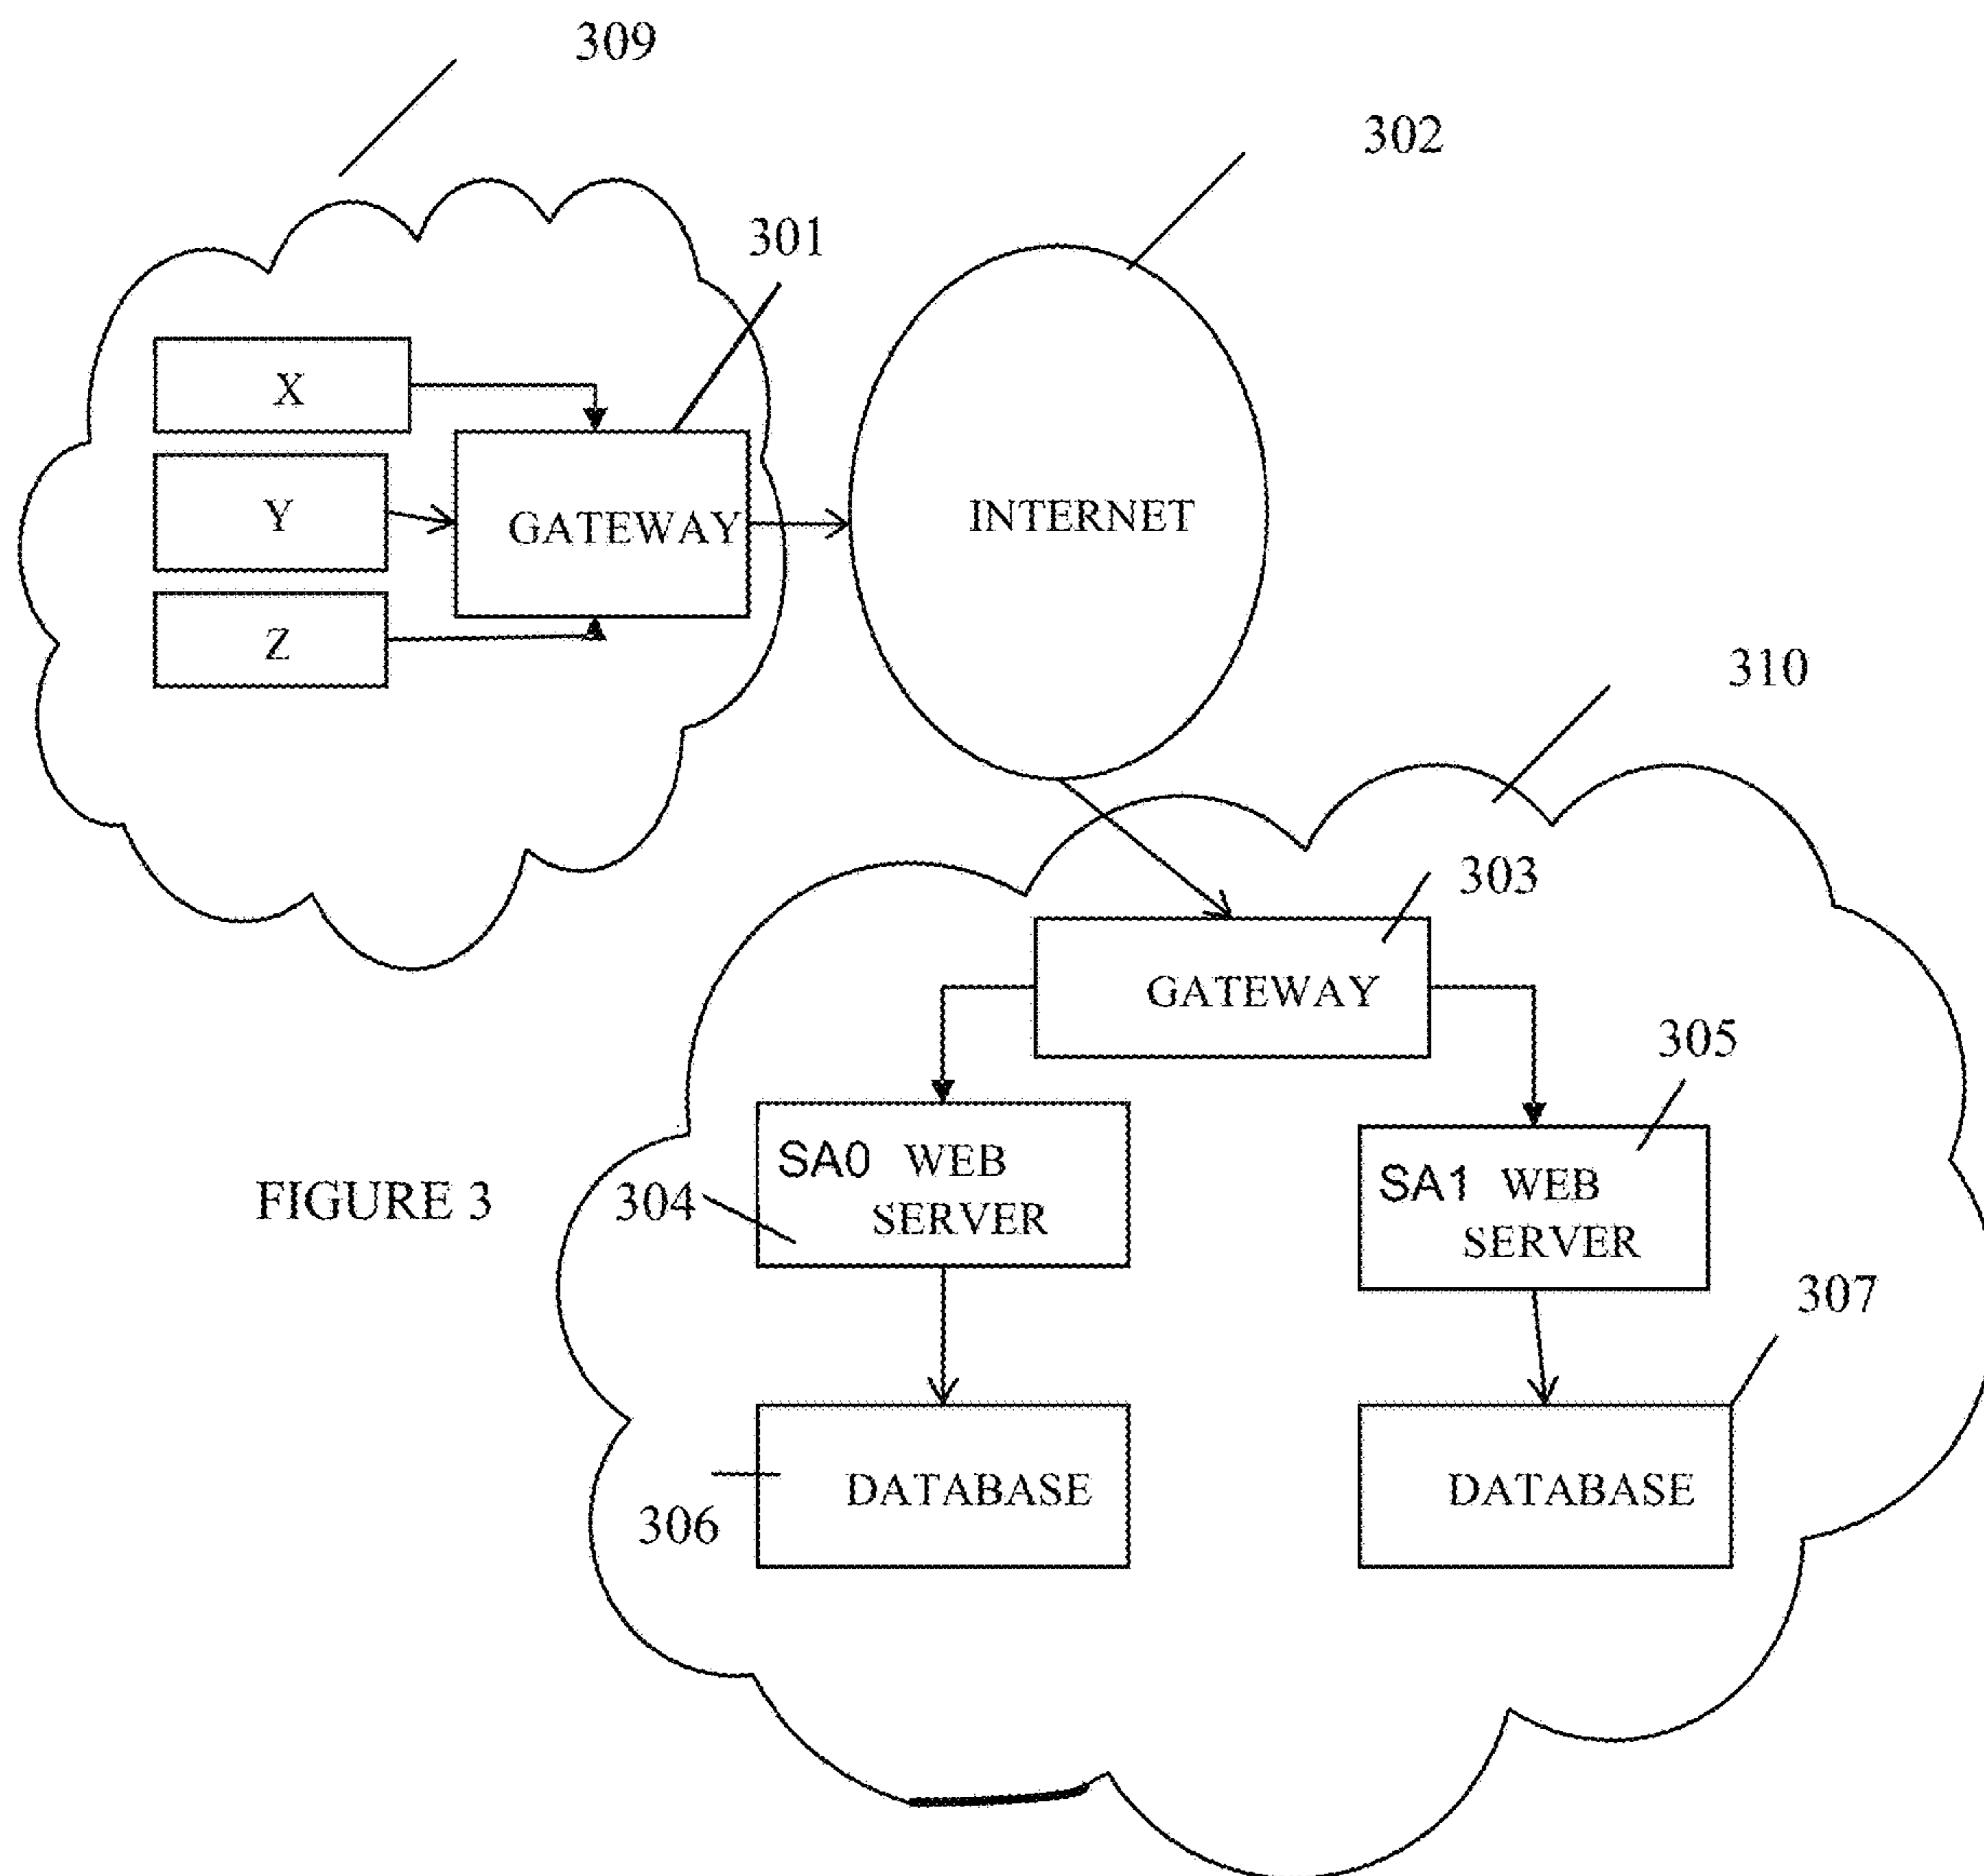 309
302
301
X
Y
GATEWAY
INTERNET
Z
310
303
GATEWAY
305
SA0 WEB
SERVER
304
SA1 WEB
SERVER
FIGURE 3
307
DATABASE
306
DATABASE